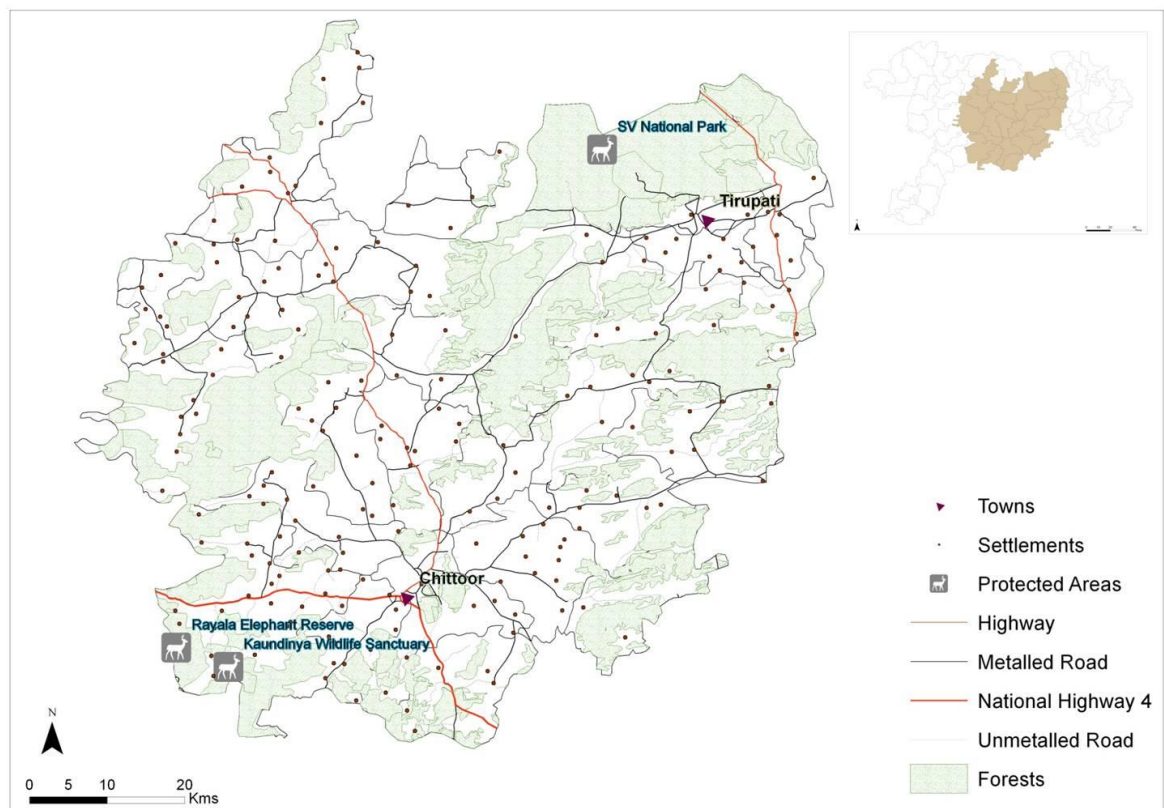 SV National Park
Tirupati
Chittoor
Rayala Elephant Reserve
Kaundinya Wildlife Sanctuary
Towns
Settlements
Protected Areas
Highway
Metalled Road
National Highway 4
Unmetalled Road
Forests
N
0 5 10 20
Kms